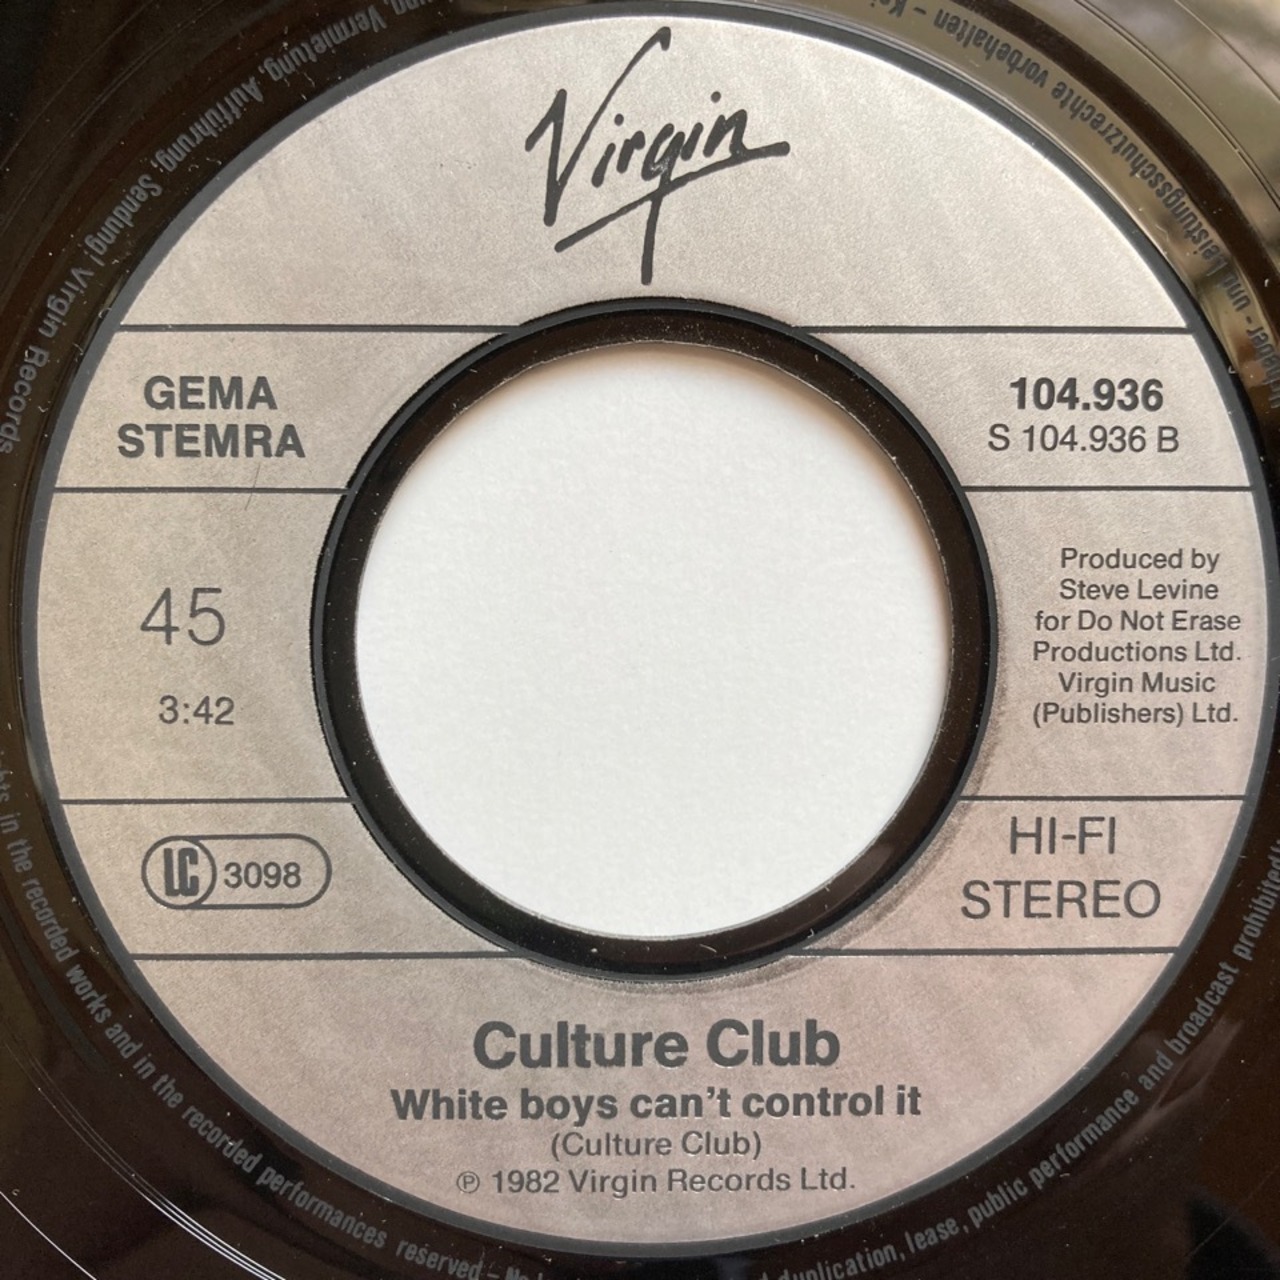 Virgin
GEMA
STEMRA
104.936
S 104.936 B
45
3:42
Produced by
Steve Levine
for Do Not Erase
Productions Ltd.
Virgin Music
(Publishers) Ltd.
LC 3098
HI-FI
STEREO
Culture Club
White boys can't control it
(Culture Club)
℗ 1982 Virgin Records Ltd.
Vermietung, Aufführung, Sendung! Virgin Records
in the recorded works and in the recorded performances reserved –
duplication, lease, public performance and broadcast prohibited!
und Leistungsschutzrechte vorbehalten –